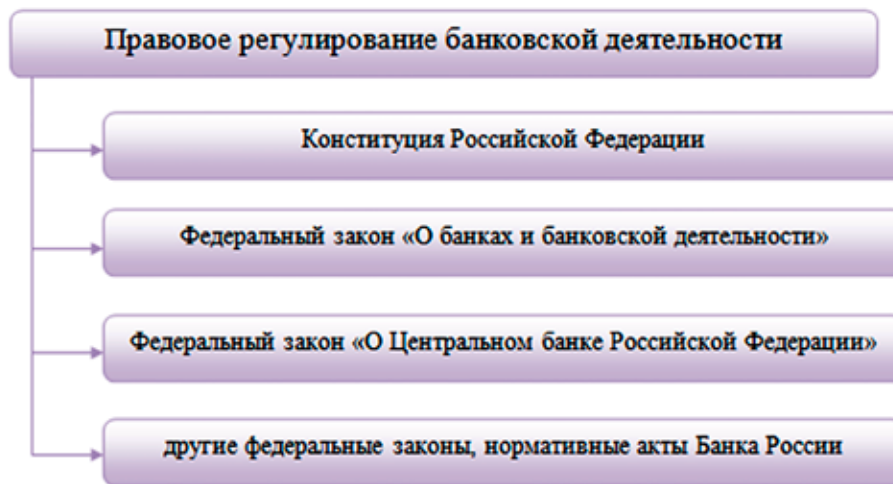 Правовое регулирование банковской деятельности
Конституция Российской Федерации
Федеральный закон «О банках и банковской деятельности»
Федеральный закон «О Центральном банке Российской Федерации»
другие федеральные законы, нормативные акты Банка России